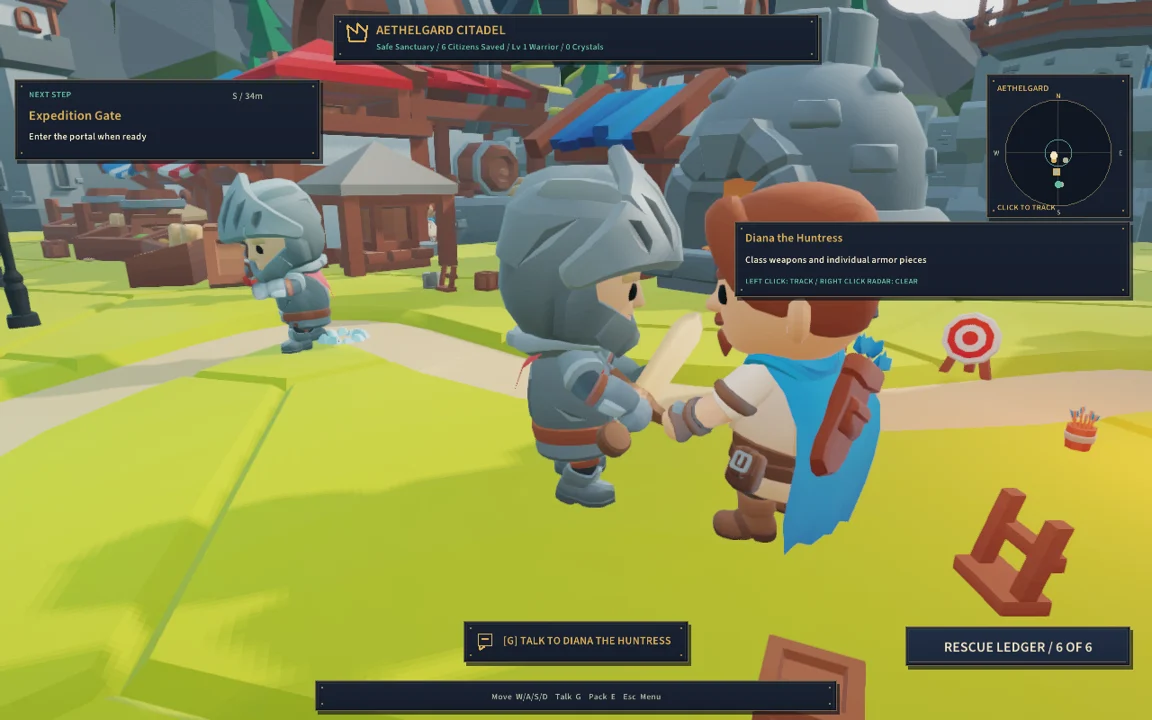 AETHELGARD CITADEL
Safe Sanctuary / 6 Citizens Saved / Lv 1 Warrior / 0 Crystals
NEXT STEP
S / 34m
Expedition Gate
Enter the portal when ready
AETHELGARD
N
W
E
CLICK TO TRACK
S
Diana the Huntress
Class weapons and individual armor pieces
LEFT CLICK: TRACK / RIGHT CLICK RADAR: CLEAR
[G] TALK TO DIANA THE HUNTRESS
RESCUE LEDGER / 6 OF 6
Move W/A/S/D Talk G Pack E Esc Menu